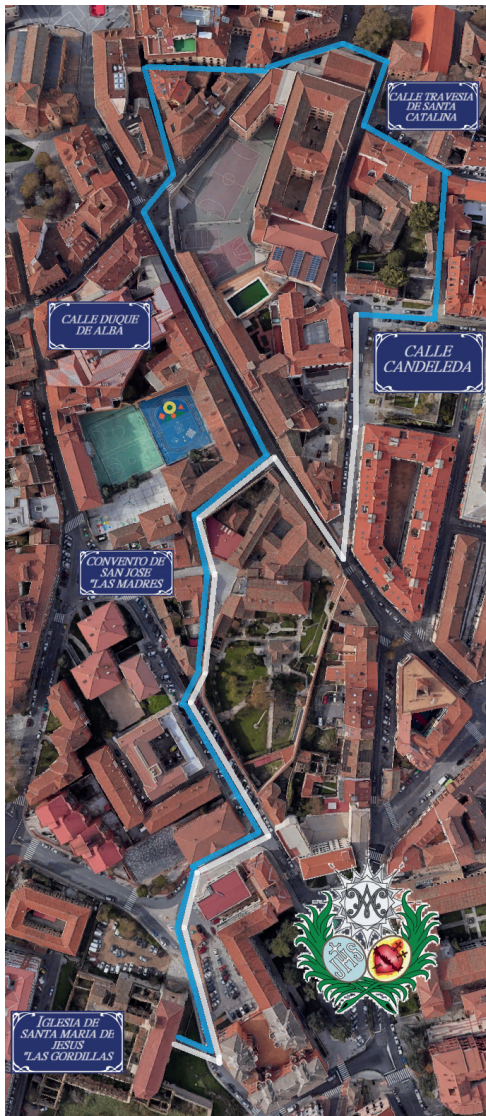 CALLE TRAVESIA
DE SANTA
CATALINA
CALLE DUQUE
DE ALBA
CALLE
CANDELEDA
CONVENTO DE
SAN JOSE
"LAS MADRES
JHS
IGLESIA DE
SANTA MARIA DE
JESUS
"LAS GORDILLAS